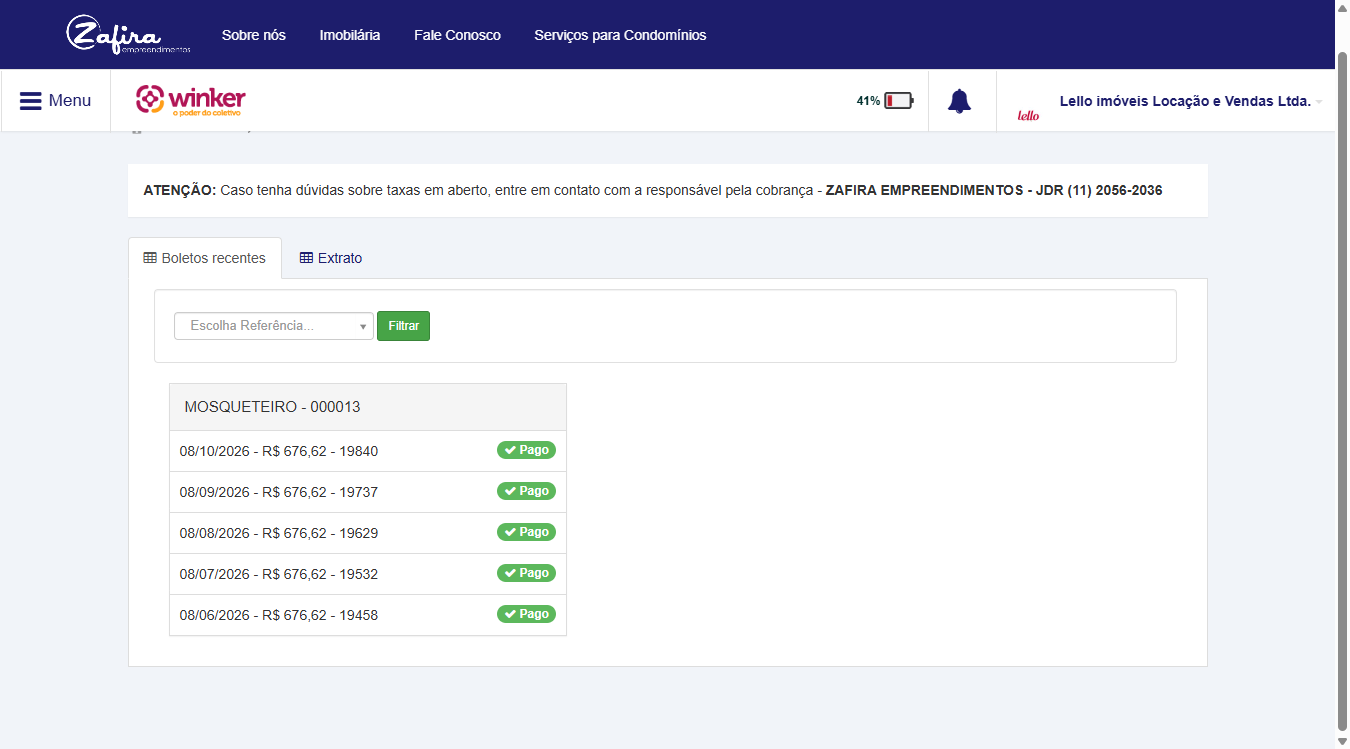 Zafira
empreendimentos
Sobre nós
Imobilária
Fale Conosco
Serviços para Condomínios
Menu
winker
o poder do coletivo
41%
lello
Lello imóveis Locação e Vendas Ltda.
ATENÇÃO: Caso tenha dúvidas sobre taxas em aberto, entre em contato com a responsável pela cobrança - ZAFIRA EMPREENDIMENTOS - JDR (11) 2056-2036
Boletos recentes
Extrato
Escolha Referência...
Filtrar
MOSQUETEIRO - 000013
08/10/2026 - R$ 676,62 - 19840 Pago
08/09/2026 - R$ 676,62 - 19737 Pago
08/08/2026 - R$ 676,62 - 19629 Pago
08/07/2026 - R$ 676,62 - 19532 Pago
08/06/2026 - R$ 676,62 - 19458 Pago